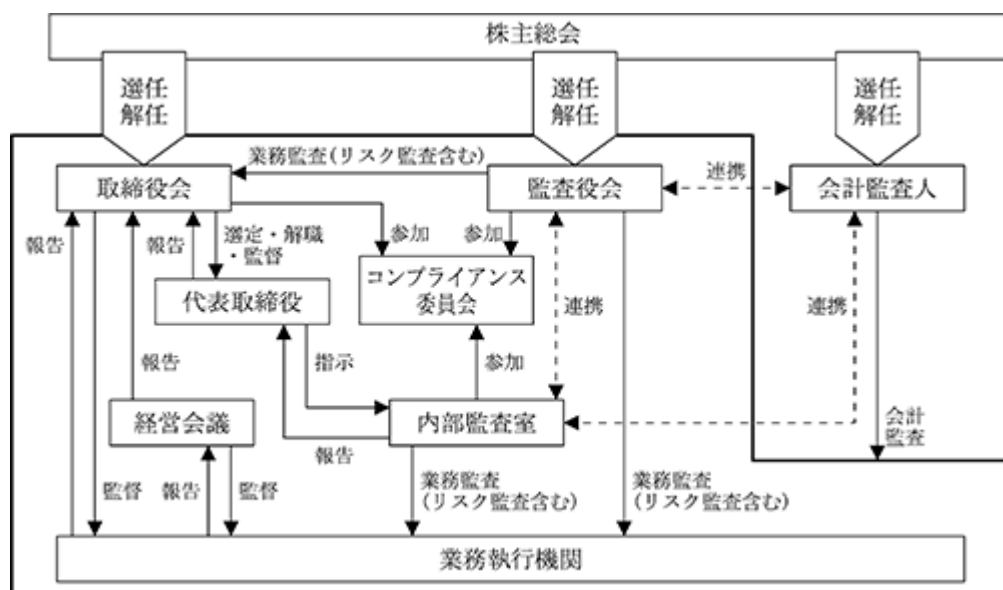 株主総会
選任
解任
選任
解任
選任
解任
業務監査(リスク監査含む)
取締役会
監査役会
連携
会計監査人
報告
報告
選定・解職
・監督
参加
参加
代表取締役
コンプライアンス
委員会
連携
連携
報告
指示
参加
経営会議
内部監査室
会計
監査
報告
監督
報告
監督
業務監査
(リスク監査含む)
業務監査
(リスク監査含む)
業務執行機関